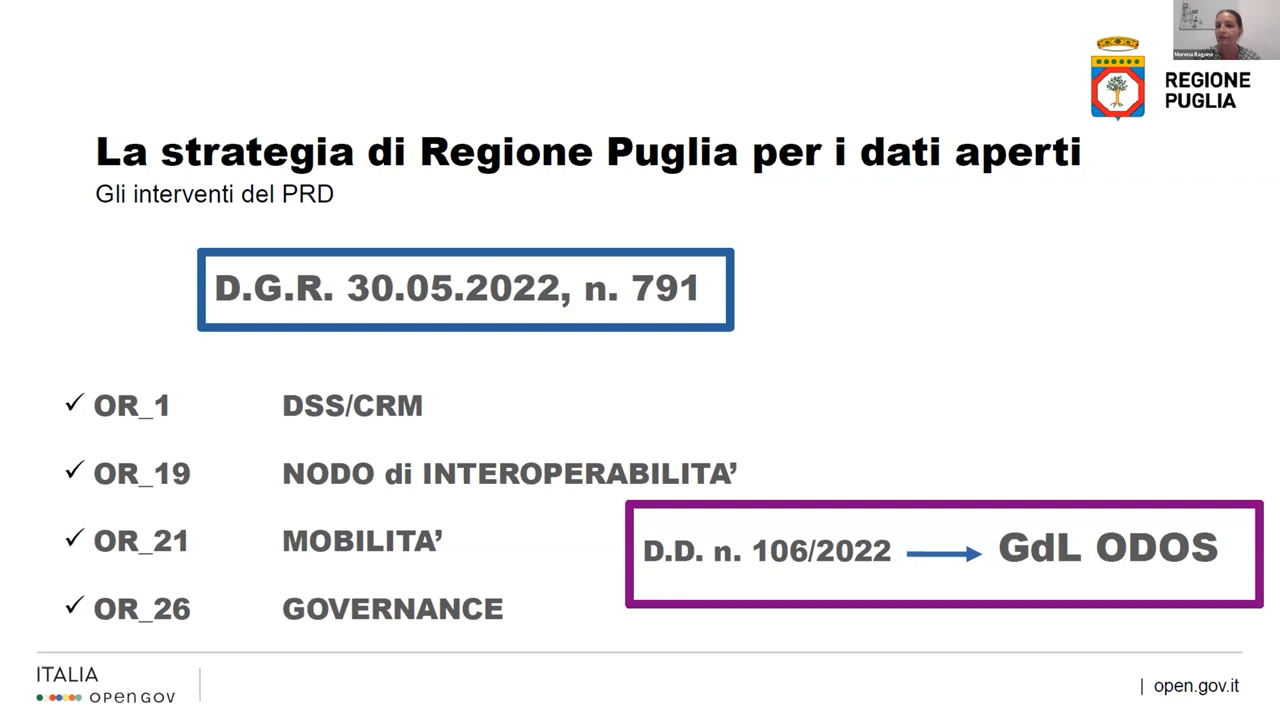 Morena Ragone
REGIONE
PUGLIA
La strategia di Regione Puglia per i dati aperti
Gli interventi del PRD
D.G.R. 30.05.2022, n. 791
✓ OR_1 DSS/CRM
✓ OR_19 NODO di INTEROPERABILITA’
✓ OR_21 MOBILITA’
D.D. n. 106/2022 → GdL ODOS
✓ OR_26 GOVERNANCE
ITALIA
OPEN GOV
| open.gov.it